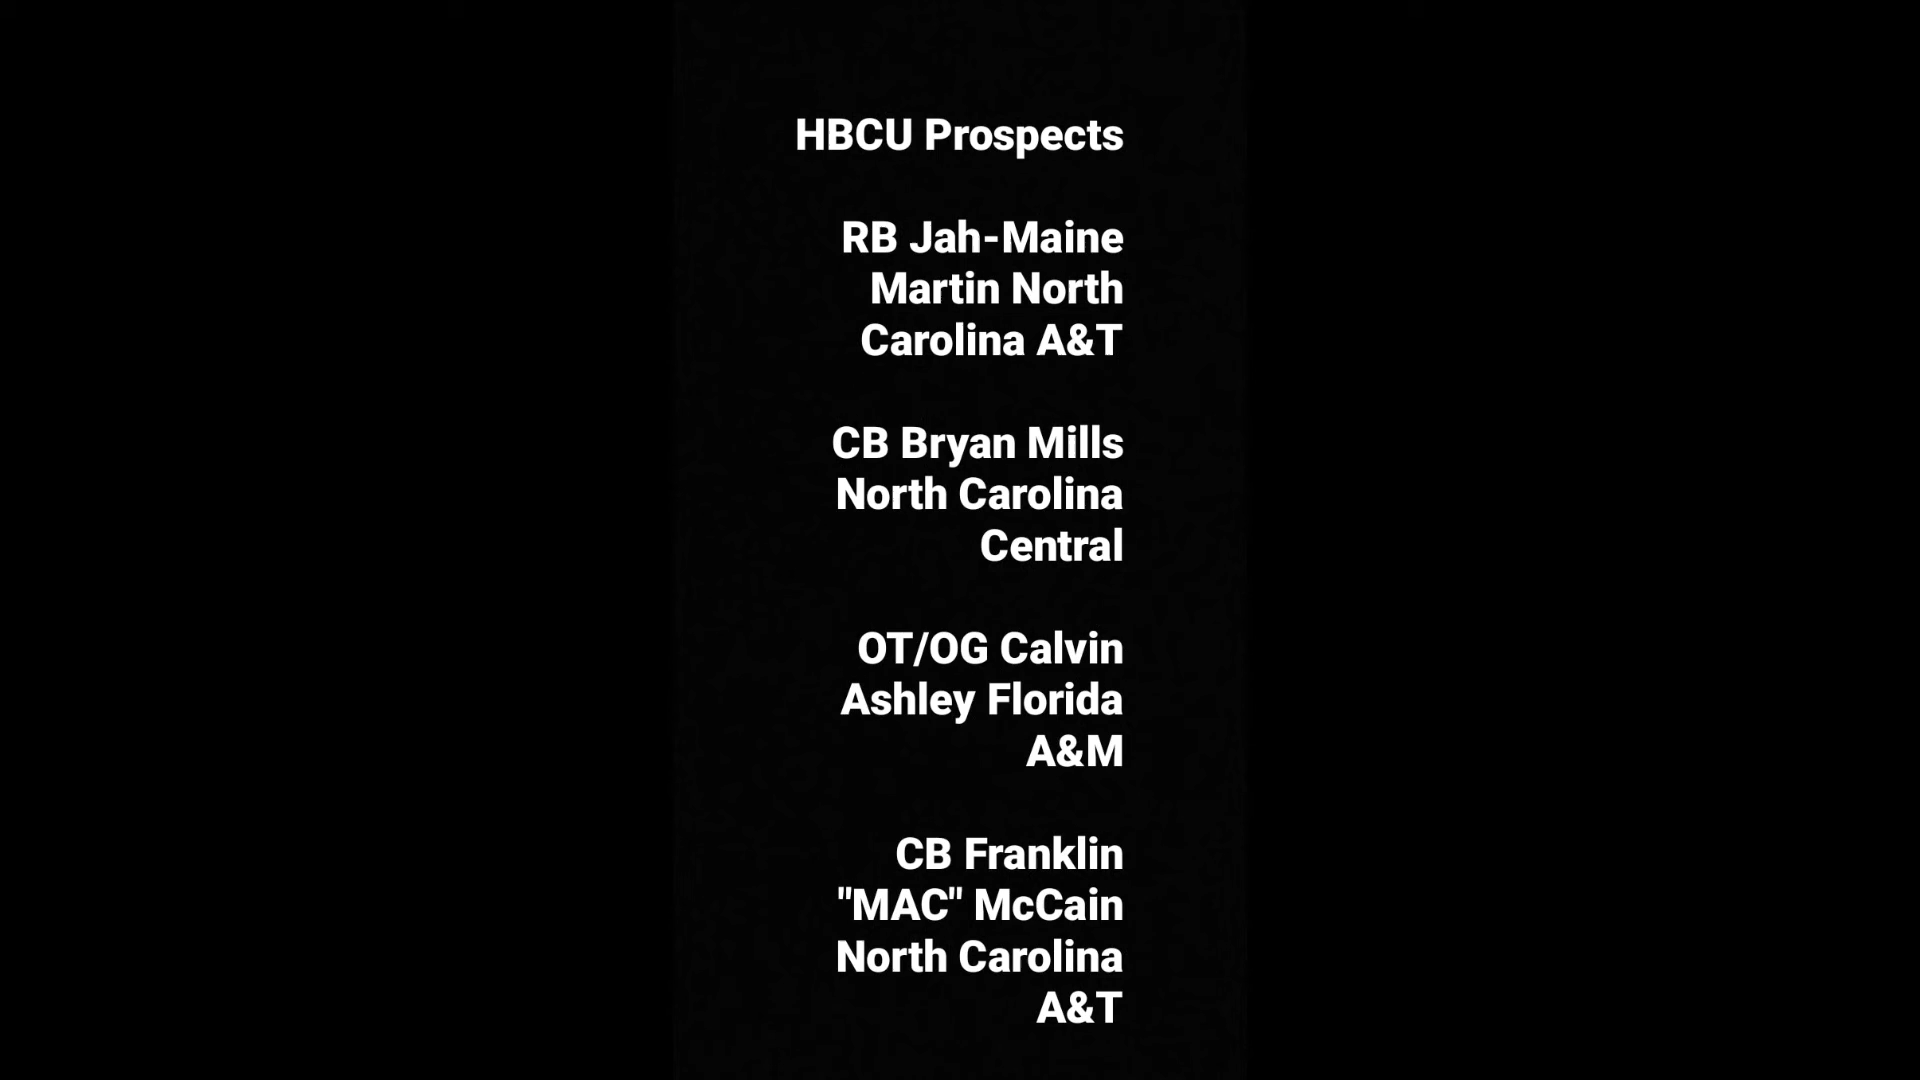 HBCU Prospects
RB Jah-Maine
Martin North
Carolina A&T
CB Bryan Mills
North Carolina
Central
OT/OG Calvin
Ashley Florida
A&M
CB Franklin
"MAC" McCain
North Carolina
A&T